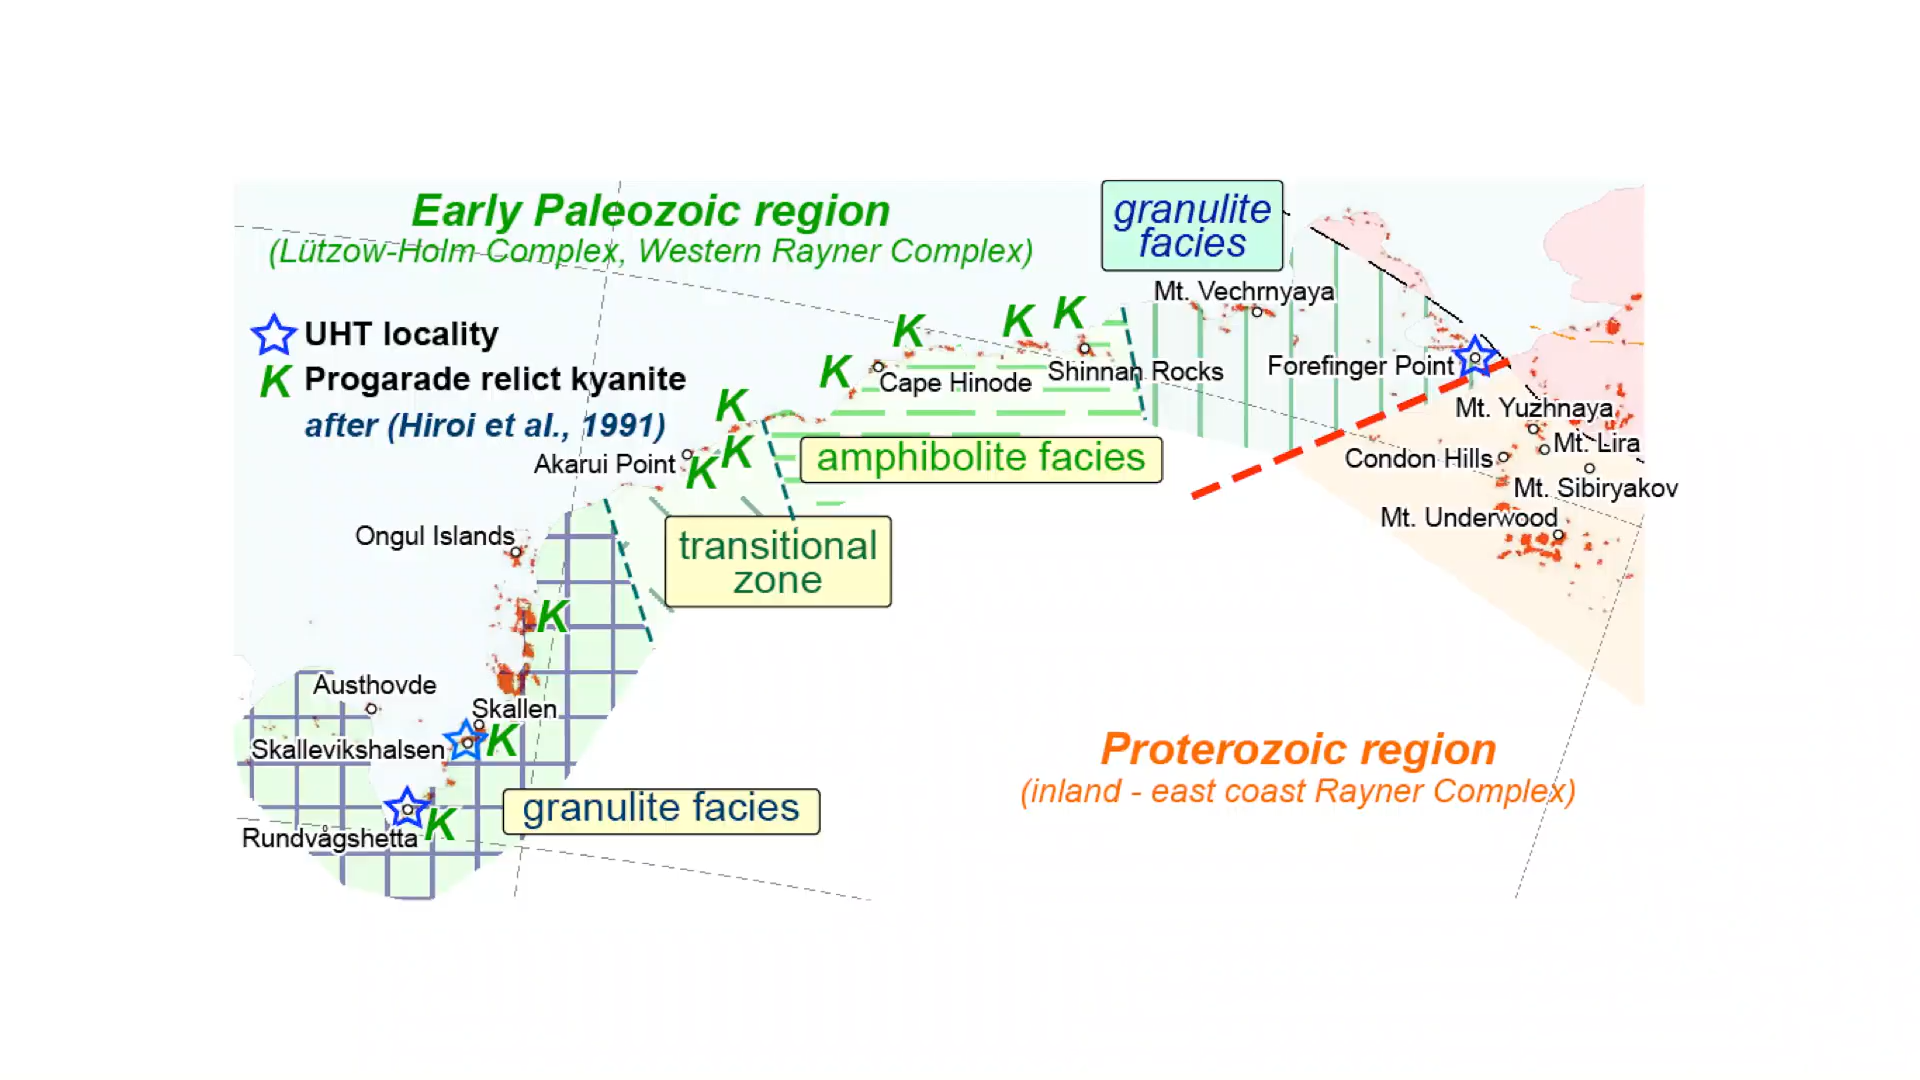 Early Paleozoic region
(Lützow-Holm Complex, Western Rayner Complex)
granulite
facies
UHT locality
K Progarade relict kyanite
after (Hiroi et al., 1991)
Mt. Vechrnyaya
K
K
K
K
Cape Hinode
Shinnan Rocks
Forefinger Point
K
K
K
Akarui Point
Mt. Yuzhnaya
Mt. Lira
Condon Hills
Mt. Sibiryakov
Mt. Underwood
amphibolite facies
Ongul Islands
transitional
zone
K
Austhovde
Skallen
Skallevikshalsen
K
Proterozoic region
(inland - east coast Rayner Complex)
granulite facies
Rundvågshetta
K